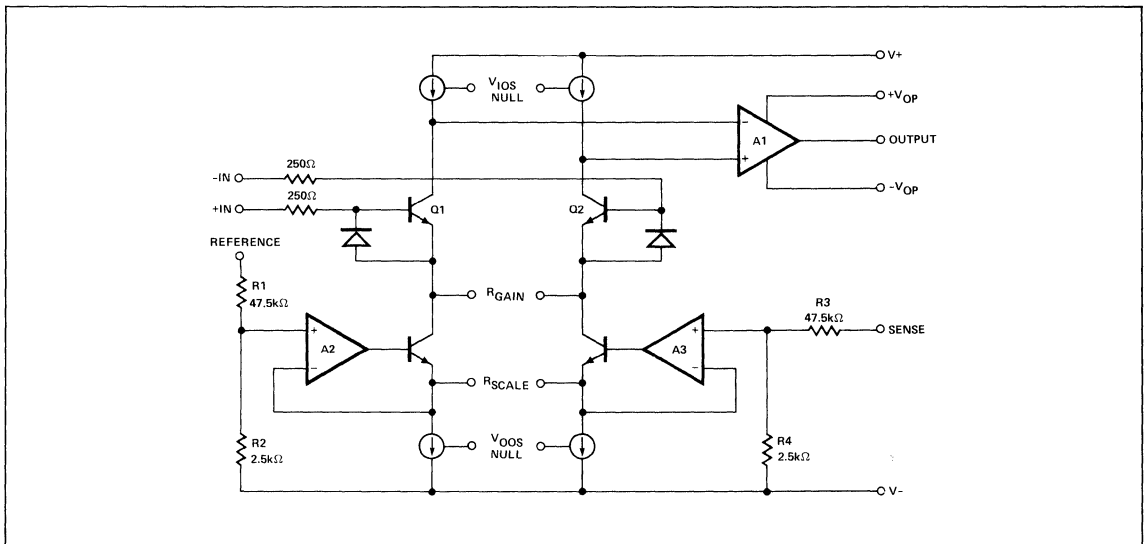 V+
VIOS
NULL
+VOP
-
A1
OUTPUT
+
-VOP
250Ω
-IN
250Ω
+IN
Q1
Q2
REFERENCE
R1
47.5kΩ
RGAIN
R3
47.5kΩ
SENSE
+
A2
-
+
A3
-
RSCALE
R2
2.5kΩ
VOOS
NULL
R4
2.5kΩ
V-